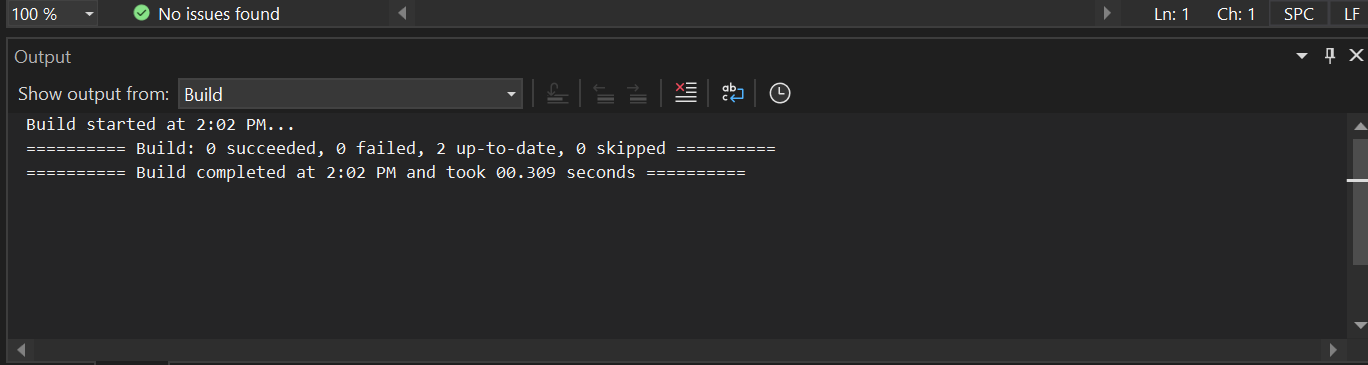 100 % No issues found Ln: 1 Ch: 1 SPC LF
Output
Show output from: Build
Build started at 2:02 PM...
========== Build: 0 succeeded, 0 failed, 2 up-to-date, 0 skipped ==========
========== Build completed at 2:02 PM and took 00.309 seconds ==========